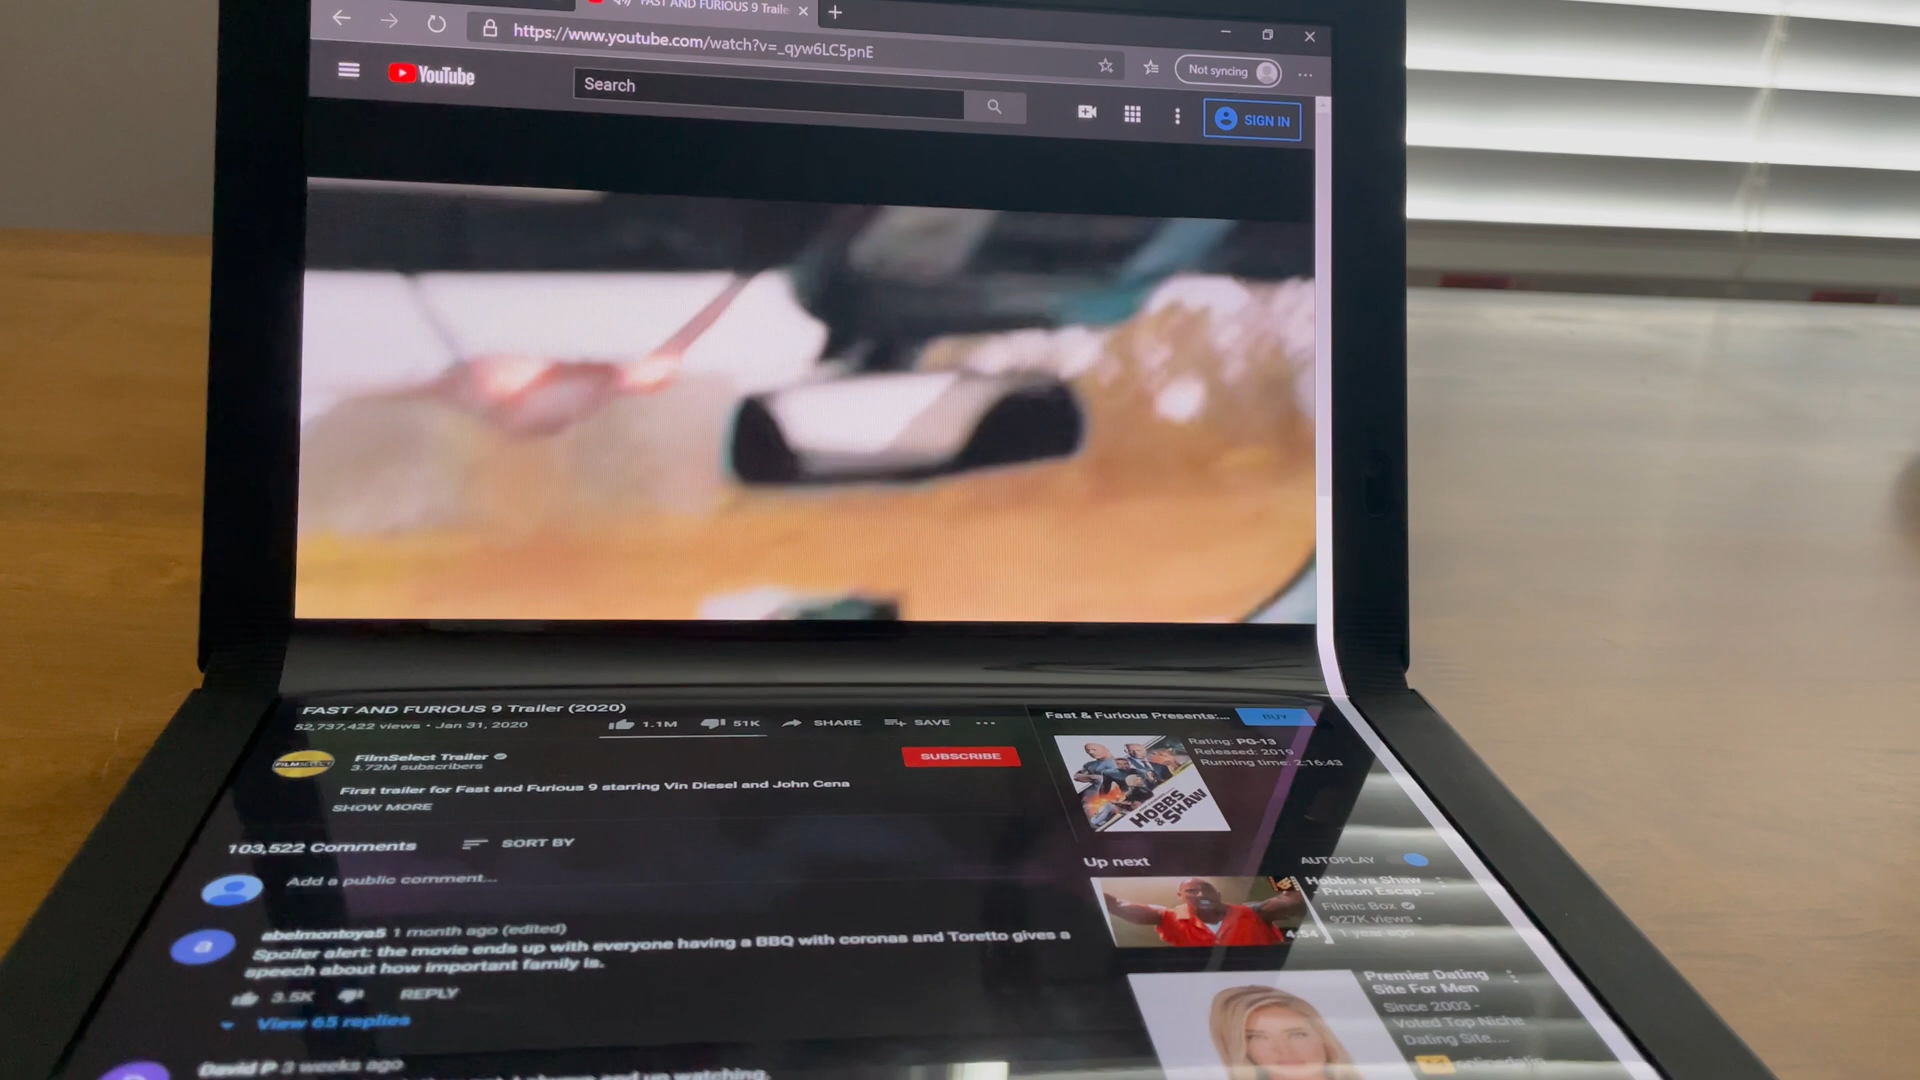 FAST AND FURIOUS 9 Traile
https://www.youtube.com/watch?v=_qyw6LC5pnE
Not syncing
YouTube
Search
SIGN IN
FAST AND FURIOUS 9 Trailer (2020)
52,737,422 views • Jan 31, 2020
1.1M
51K
SHARE
SAVE
FILMSELECT
FilmSelect Trailer
3.72M subscribers
SUBSCRIBE
First trailer for Fast and Furious 9 starring Vin Diesel and John Cena
SHOW MORE
103,522 Comments
SORT BY
Add a public comment...
a
abelmontoya5 1 month ago (edited)
Spoiler alert: the movie ends up with everyone having a BBQ with coronas and Toretto gives a
speech about how important family is.
3.5K
REPLY
View 65 replies
David P 3 weeks ago
end up watching.
Fast & Furious Presents:...
BUY
Rating: PG-13
Released: 2019
Running time: 2:16:43
HOBBS
& SHAW
Up next
AUTOPLAY
4:54
Hobbs vs Shaw
- Prison Escap...
Filmic Box
927K views •
1 year ago
Premier Dating
Site For Men
Since 2003 -
Voted Top Niche
Dating Site....
Ad